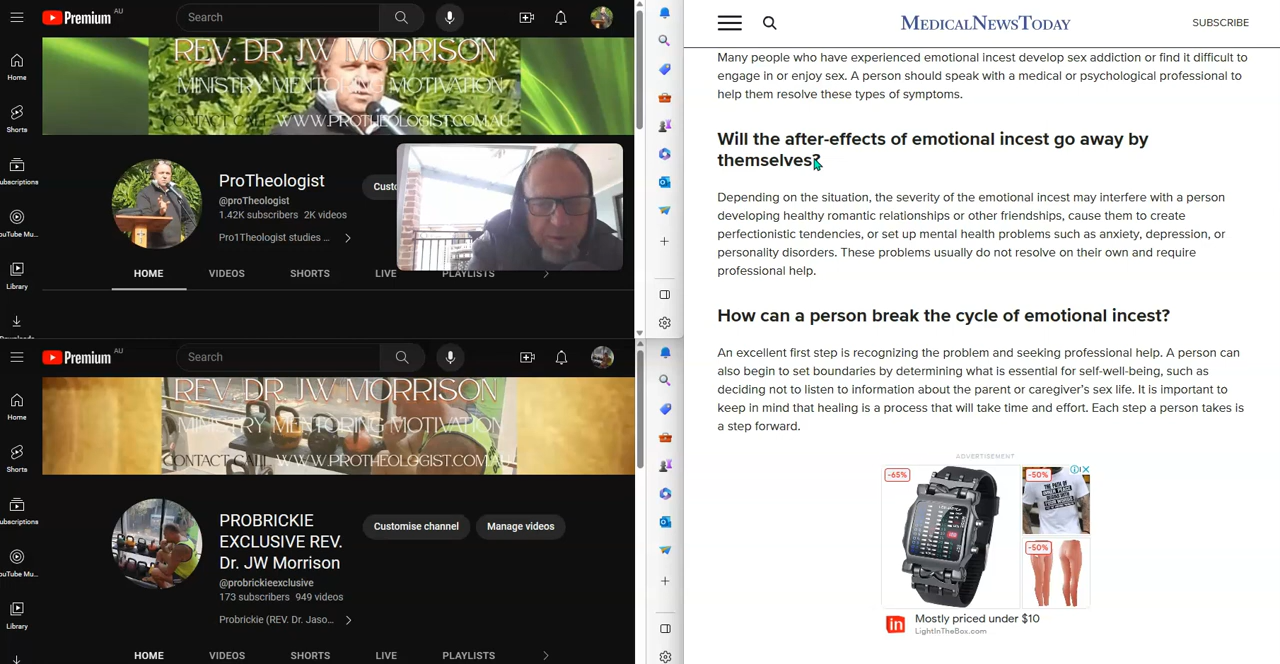 Premium AU
Search
REV. DR. JW MORRISON
MINISTRY MENTORING MOTIVATION
CONTACT CALL WWW.PROTHEOLOGIST.COM.AU
Home
Shorts
Subscriptions
YouTube Mu...
Library
ProTheologist
@proTheologist
1.42K subscribers 2K videos
Pro1Theologist studies ...
HOME VIDEOS SHORTS LIVE PLAYLISTS
Premium AU
Search
REV. DR. JW MORRISON
MINISTRY MENTORING MOTIVATION
CONTACT CALL WWW.PROTHEOLOGIST.COM.AU
Home
Shorts
Subscriptions
YouTube Mu...
Library
PROBRICKIE
EXCLUSIVE REV.
Dr. JW Morrison
Customise channel Manage videos
@probrickieexclusive
173 subscribers 949 videos
Probrickie (REV. Dr. Jaso...
HOME VIDEOS SHORTS LIVE PLAYLISTS
MEDICALNEWSTODAY
SUBSCRIBE
Many people who have experienced emotional incest develop sex addiction or find it difficult to
engage in or enjoy sex. A person should speak with a medical or psychological professional to
help them resolve these types of symptoms.
Will the after-effects of emotional incest go away by
themselves?
Depending on the situation, the severity of the emotional incest may interfere with a person
developing healthy romantic relationships or other friendships, cause them to create
perfectionistic tendencies, or set up mental health problems such as anxiety, depression, or
personality disorders. These problems usually do not resolve on their own and require
professional help.
How can a person break the cycle of emotional incest?
An excellent first step is recognizing the problem and seeking professional help. A person can
also begin to set boundaries by determining what is essential for self-well-being, such as
deciding not to listen to information about the parent or caregiver's sex life. It is important to
keep in mind that healing is a process that will take time and effort. Each step a person takes is
a step forward.
ADVERTISEMENT
-65%
-50%
-50%
in
Mostly priced under $10
LightInTheBox.com